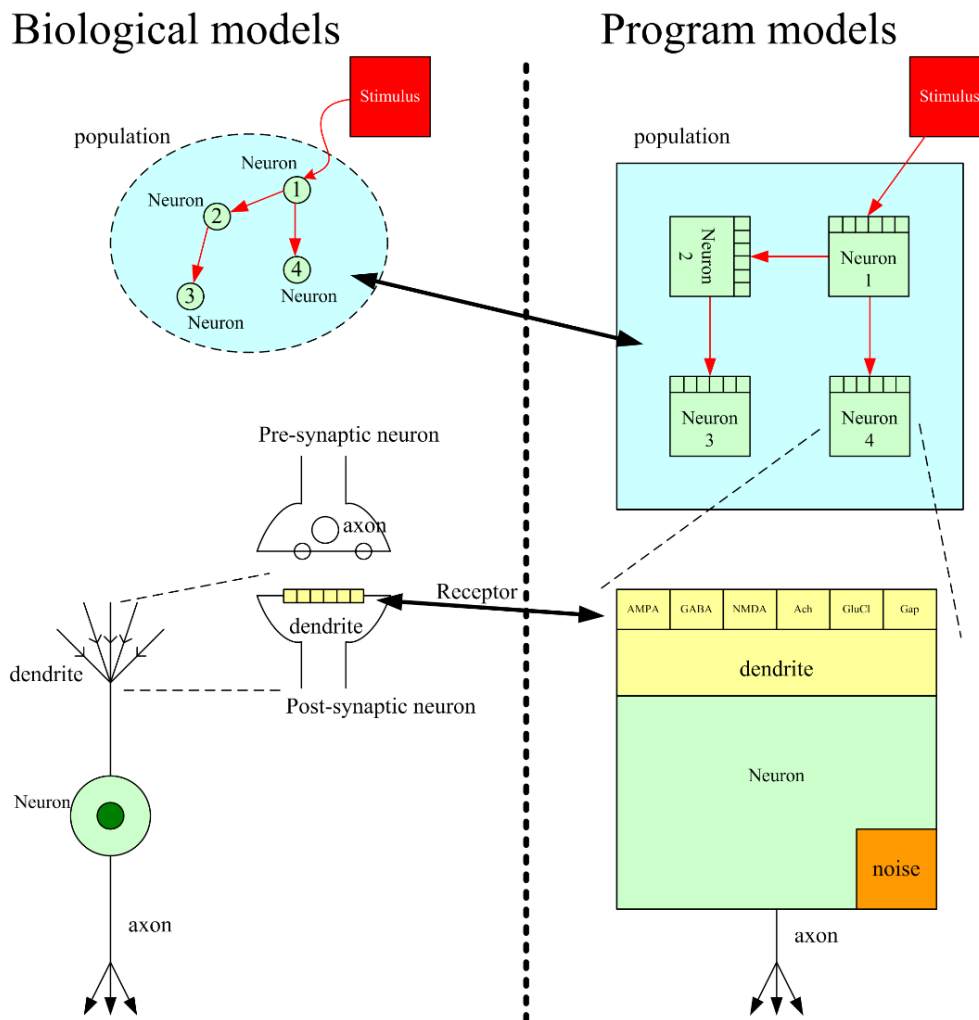 Biological models
Stimulus
population
Neuron
1
Neuron
2
4
3
Neuron
Neuron
Pre-synaptic neuron
axon
dendrite
Post-synaptic neuron
dendrite
Neuron
axon
Receptor
Program models
Stimulus
population
Neuron
2
Neuron
1
Neuron
3
Neuron
4
AMPA
GABA
NMDA
Ach
GluCl
Gap
dendrite
Neuron
noise
axon